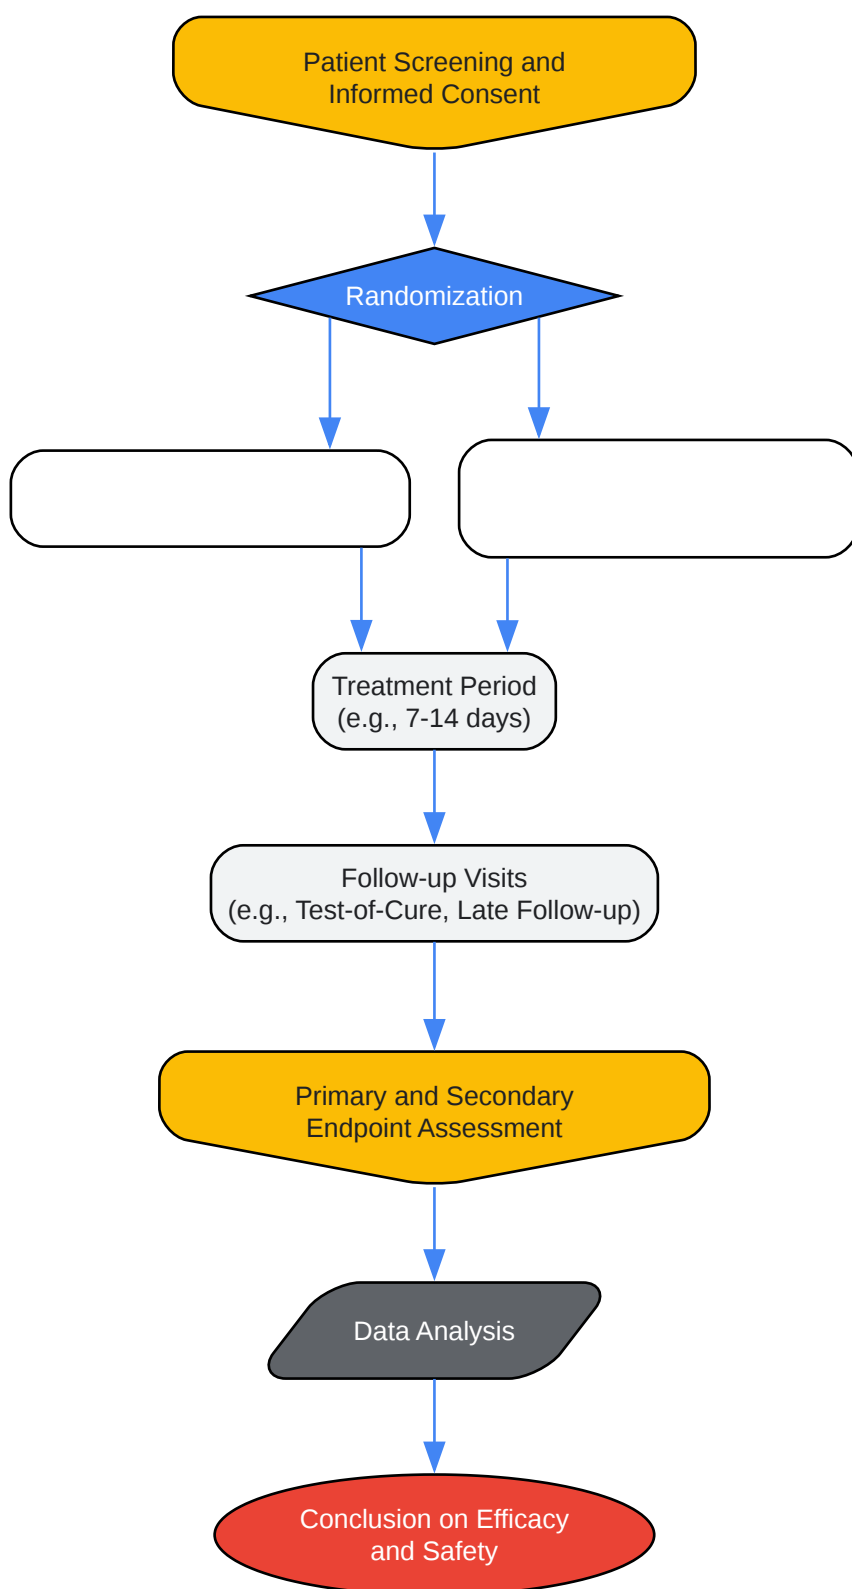 Patient Screening and
Informed Consent
Randomization
Treatment Period
(e.g., 7-14 days)
Follow-up Visits
(e.g., Test-of-Cure, Late Follow-up)
Primary and Secondary
Endpoint Assessment
Data Analysis
Conclusion on Efficacy
and Safety